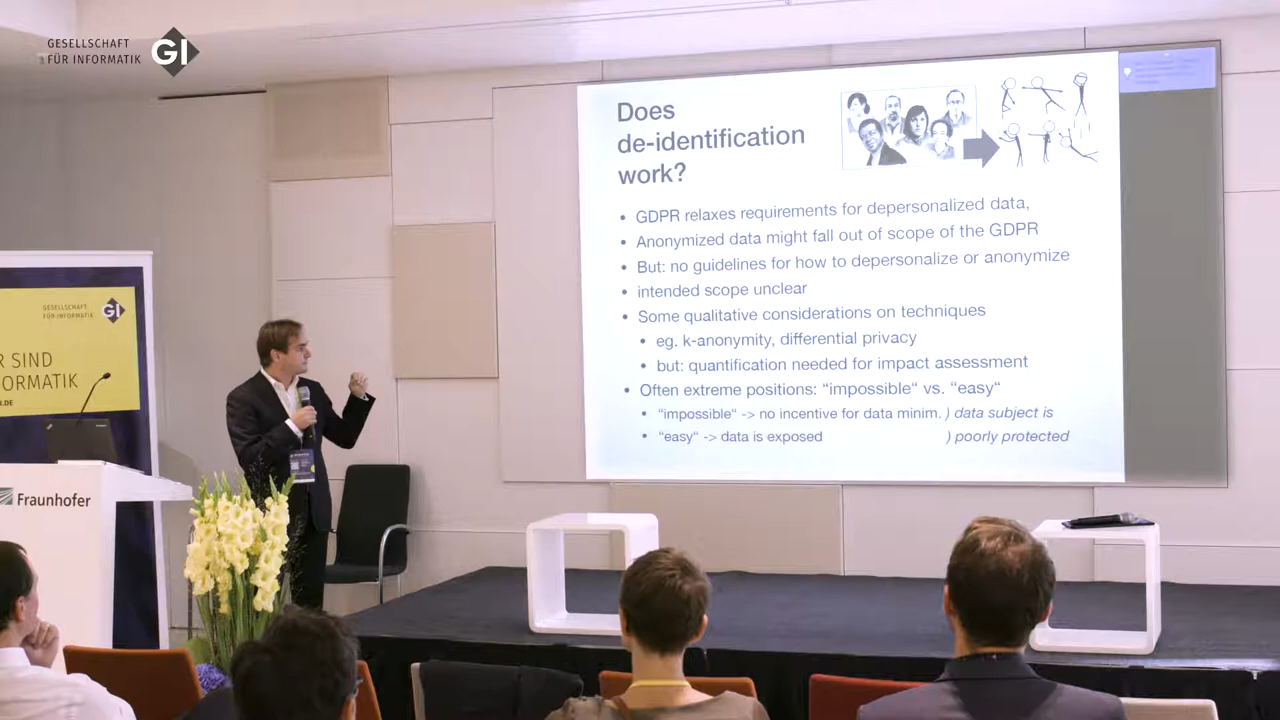 GESELLSCHAFT
FÜR INFORMATIK
GI
Does
de-identification
work?
• GDPR relaxes requirements for depersonalized data,
• Anonymized data might fall out of scope of the GDPR
• But: no guidelines for how to depersonalize or anonymize
• intended scope unclear
• Some qualitative considerations on techniques
• eg. k-anonymity, differential privacy
• but: quantification needed for impact assessment
• Often extreme positions: “impossible“ vs. “easy“
• “impossible“ -> no incentive for data minim. ) data subject is
• “easy“ -> data is exposed ) poorly protected
GESELLSCHAFT
FÜR INFORMATIK
GI
R SIND
ORMATIK
.DE
Fraunhofer